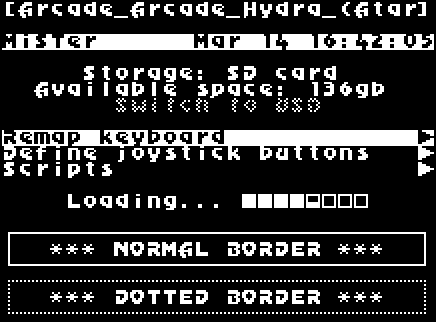 [Arcade_Arcade_Hydra_(Atar]
MiSTer Mar 14 16:42:05
Storage: SD card
Available space: 136gb
Switch to USB
Remap keyboard ▶
Define joystick buttons ▶
Scripts ▶
Loading...
*** NORMAL BORDER ***
*** DOTTED BORDER ***